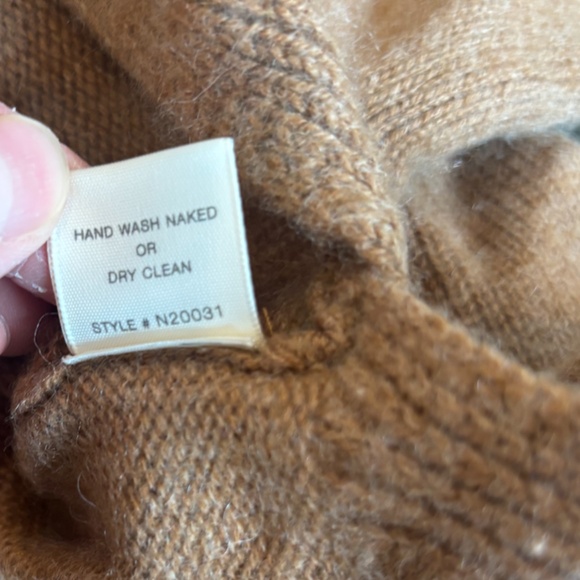 HAND WASH NAKED
OR
DRY CLEAN
STYLE # N20031